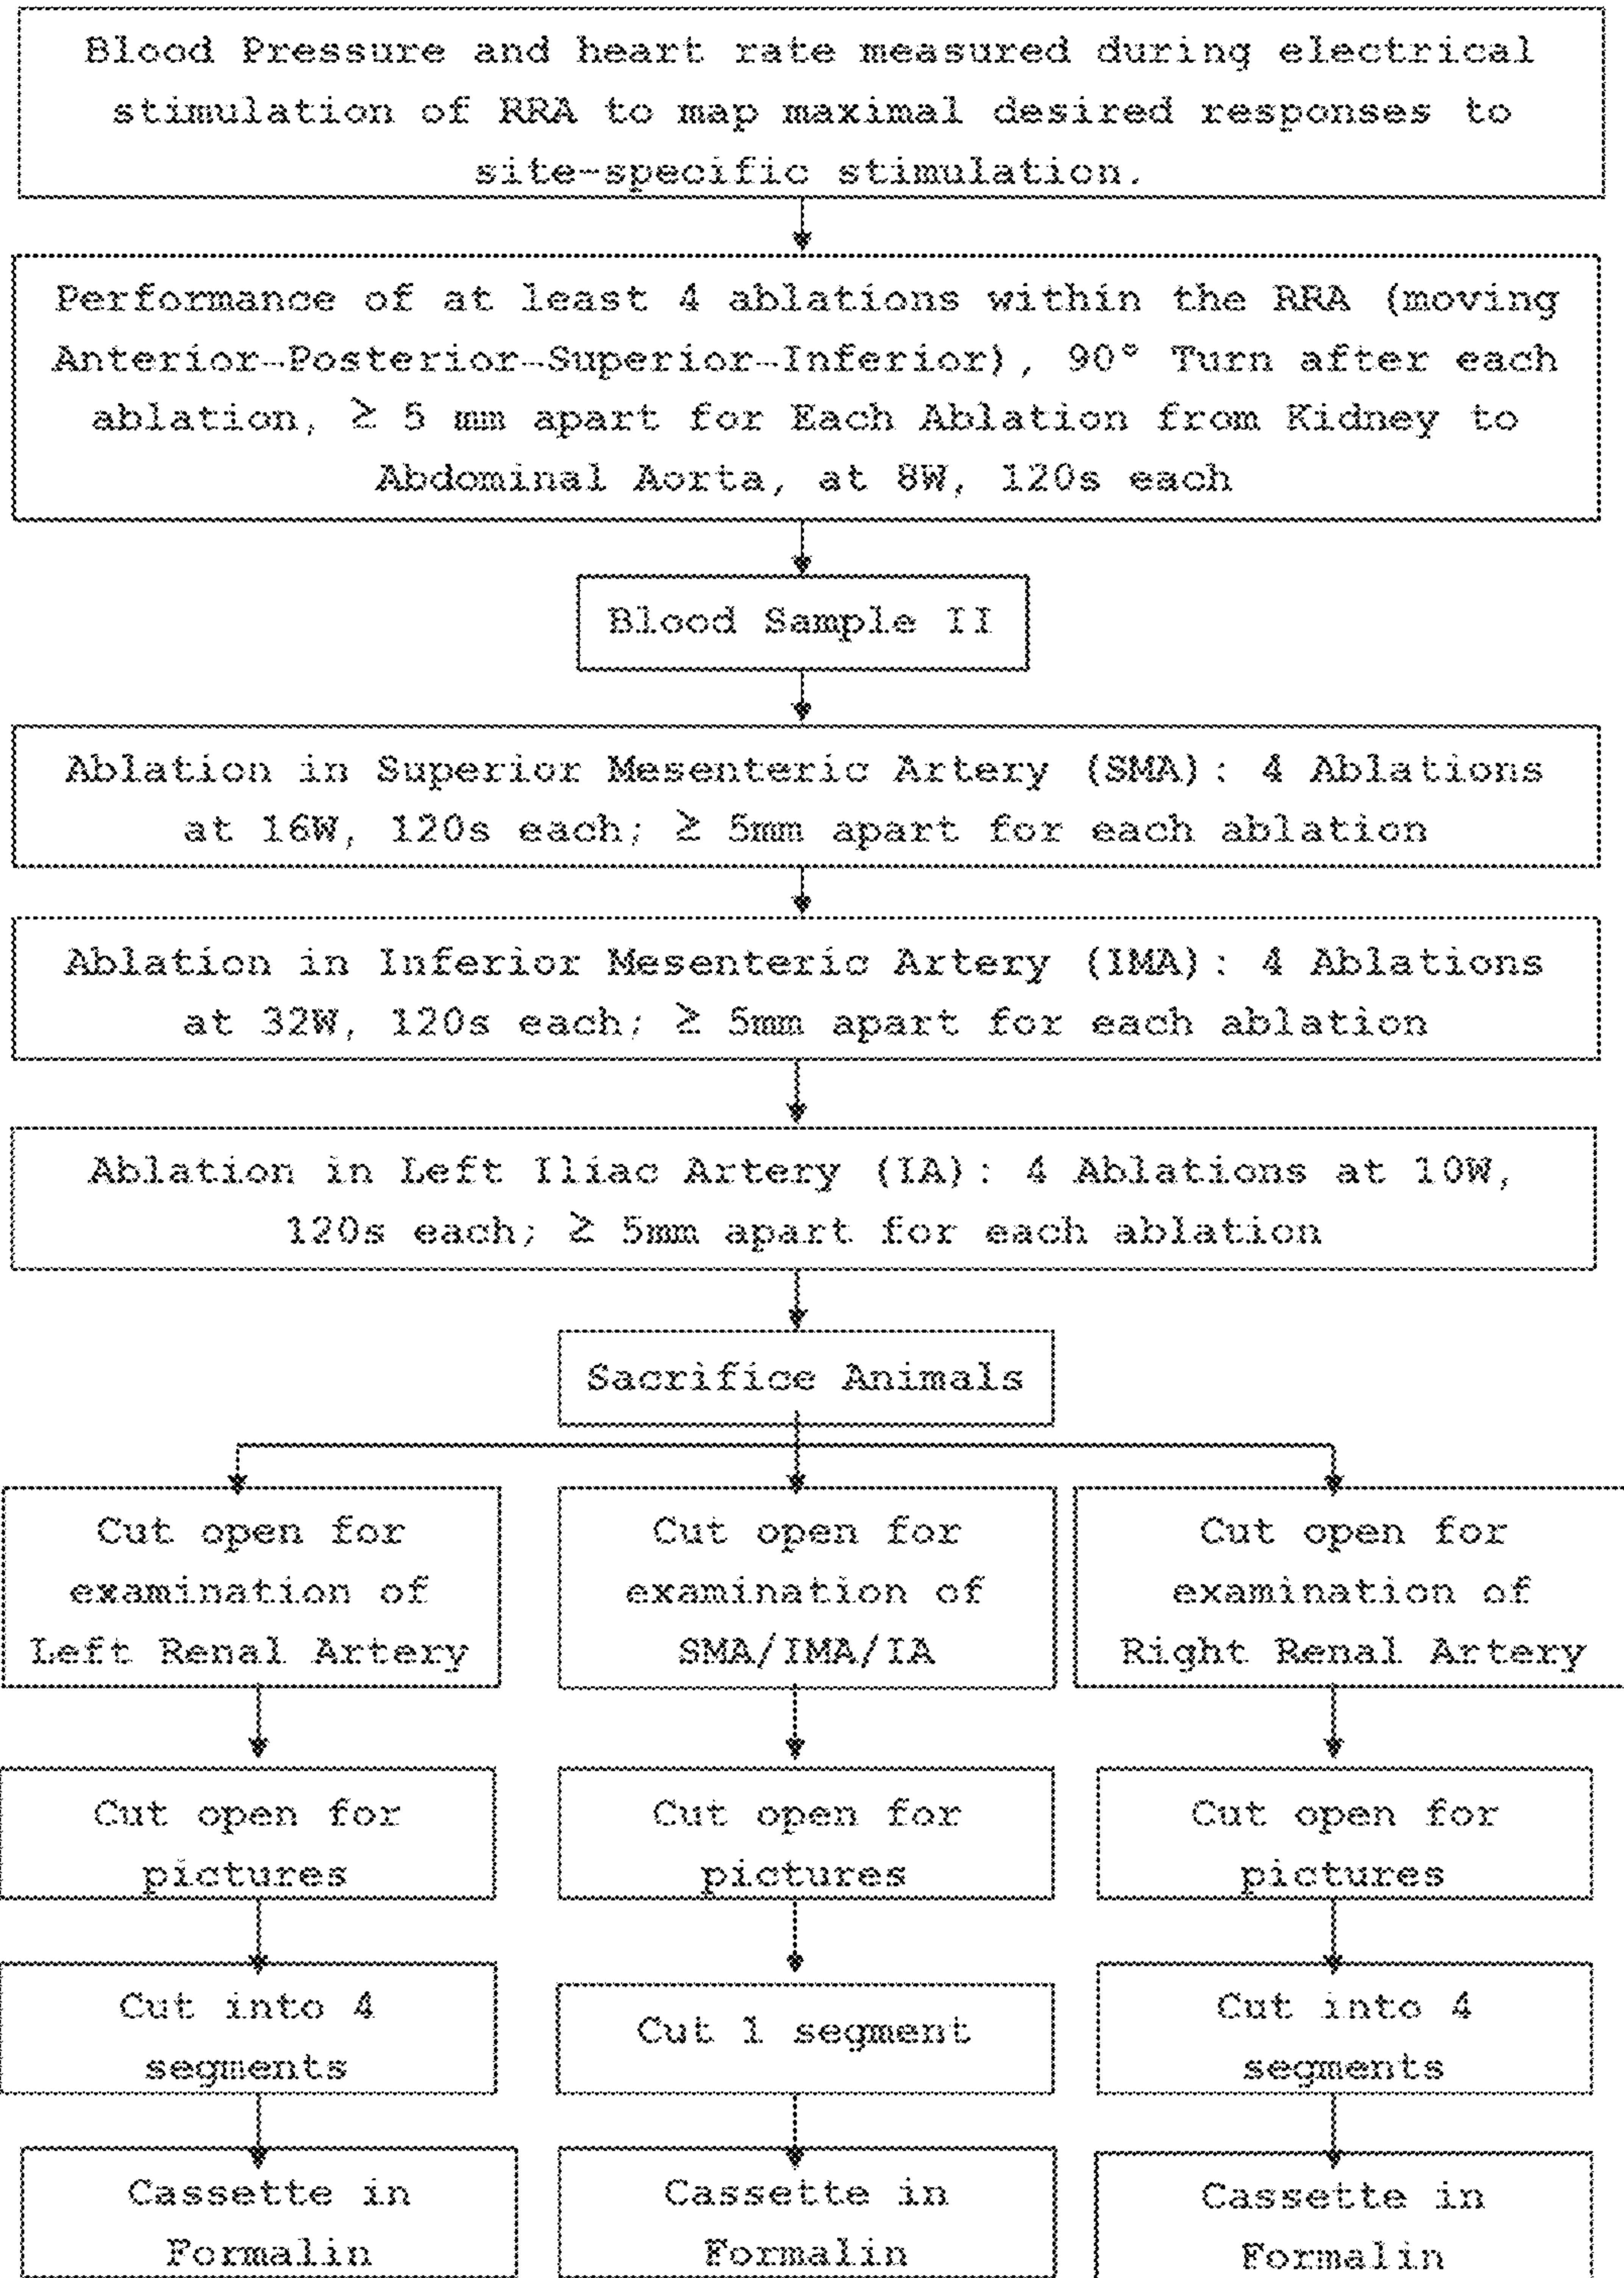 Blood Pressure and heart rate measured during electrical
stimulation of RRA to map maximal desired responses to
site-specific stimulation.
Performance of at least 4 ablations within the RRA (moving
Anterior--Posterior--Superior--Inferior), 90° Turn after each
ablation, ≥ 5 mm apart for Each Ablation from Kidney to
Abdominal Aorta, at 8W, 120s each
Blood Sample II
Ablation in Superior Mesenteric Artery (SMA): 4 Ablations
at 16W, 120s each; ≥ 5mm apart for each ablation
Ablation in Inferior Mesenteric Artery (IMA): 4 Ablations
at 32W, 120s each; ≥ 5mm apart for each ablation
Ablation in Left Iliac Artery (IA): 4 Ablations at 10W,
120s each; ≥ 5mm apart for each ablation
Sacrifice Animals
Cut open for
examination of
Left Renal Artery
Cut open for
examination of
SMA/IMA/IA
Cut open for
examination of
Right Renal Artery
Cut open for
pictures
Cut open for
pictures
Cut open for
pictures
Cut into 4
segments
Cut 1 segment
Cut into 4
segments
Cassette in
Formalin
Cassette in
Formalin
Cassette in
Formalin